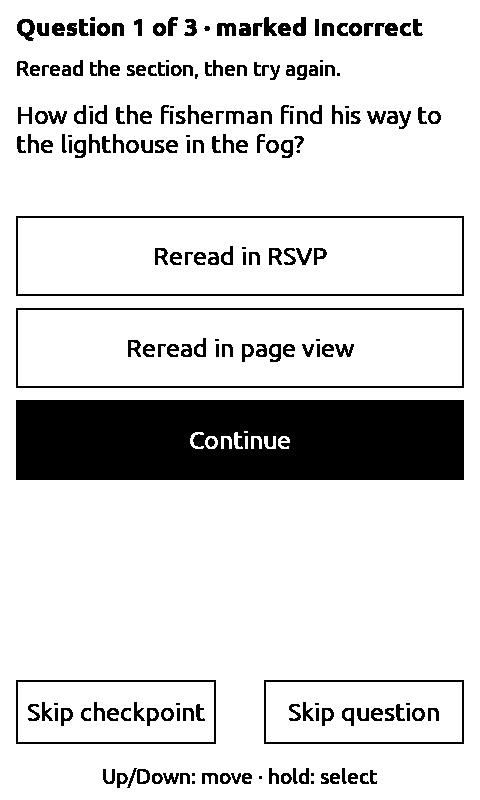 Question 1 of 3 · marked Incorrect
Reread the section, then try again.
How did the fisherman find his way to
the lighthouse in the fog?
Reread in RSVP
Reread in page view
Continue
Skip checkpoint
Skip question
Up/Down: move · hold: select